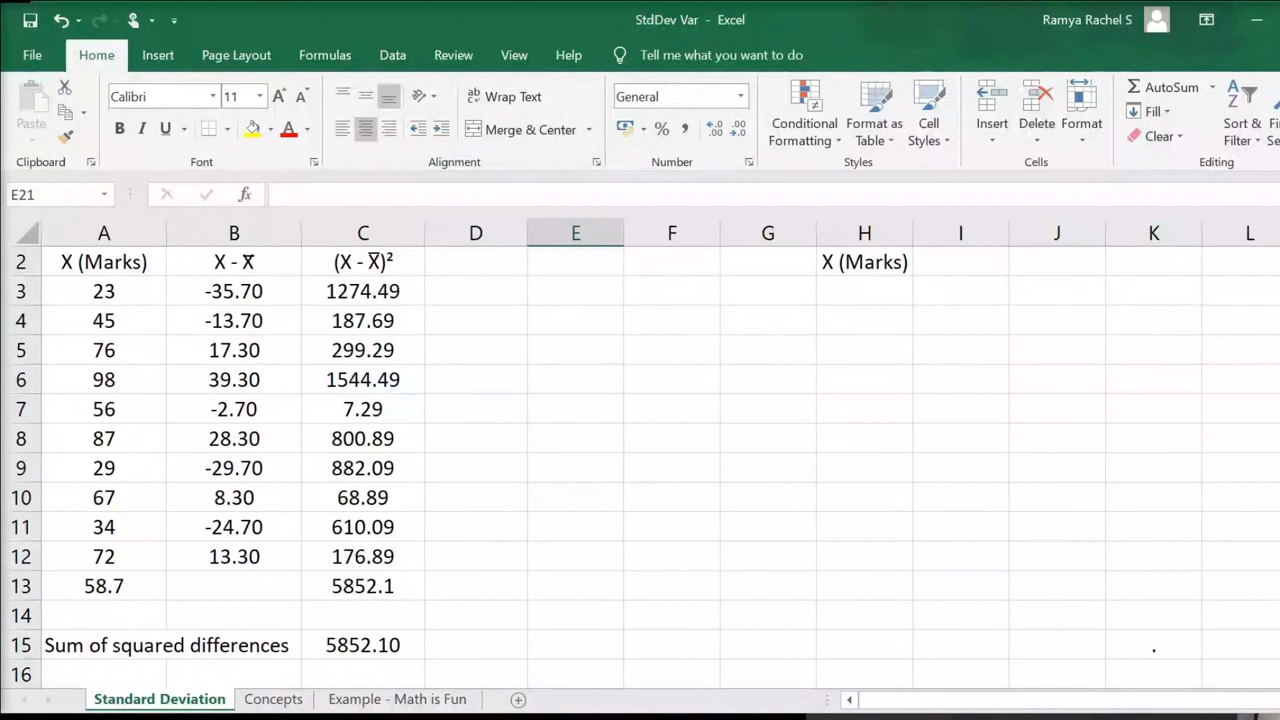 StdDev Var - Excel
Ramya Rachel S
File Home Insert Page Layout Formulas Data Review View Help Tell me what you want to do
Calibri 11 A A ab Wrap Text General AutoSum
Paste B I U A Merge & Center % , Conditional Formatting Format as Table Cell Styles Insert Delete Format Fill Clear Sort & Filter
Clipboard Font Alignment Number Styles Cells Editing
E21 fx
A B C D E F G H I J K L
2 X (Marks) X - X̅ (X - X̅)² X (Marks)
3 23 -35.70 1274.49
4 45 -13.70 187.69
5 76 17.30 299.29
6 98 39.30 1544.49
7 56 -2.70 7.29
8 87 28.30 800.89
9 29 -29.70 882.09
10 67 8.30 68.89
11 34 -24.70 610.09
12 72 13.30 176.89
13 58.7 5852.1
14
15 Sum of squared differences 5852.10 .
16
Standard Deviation Concepts Example - Math is Fun